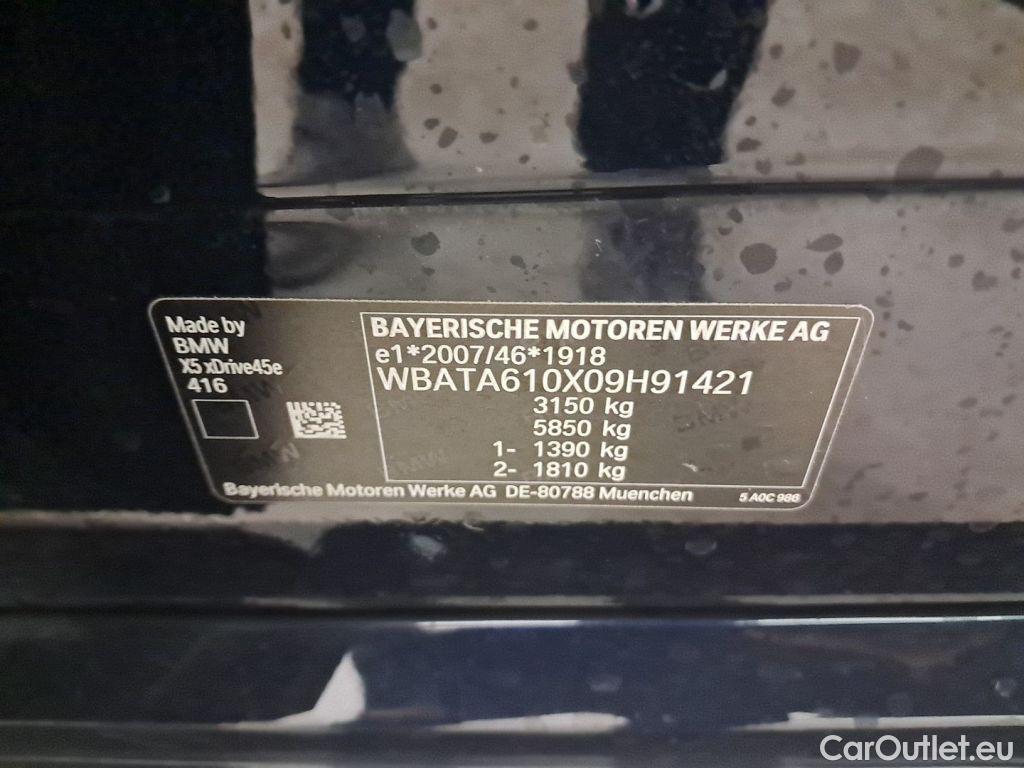 Made by
BMW
X5 xDrive45e
416
BAYERISCHE MOTOREN WERKE AG
e1*2007/46*1918
WBATA610X09H91421
3150 kg
5850 kg
1- 1390 kg
2- 1810 kg
Bayerische Motoren Werke AG DE-80788 Muenchen
5 A0C 986
CarOutlet.eu